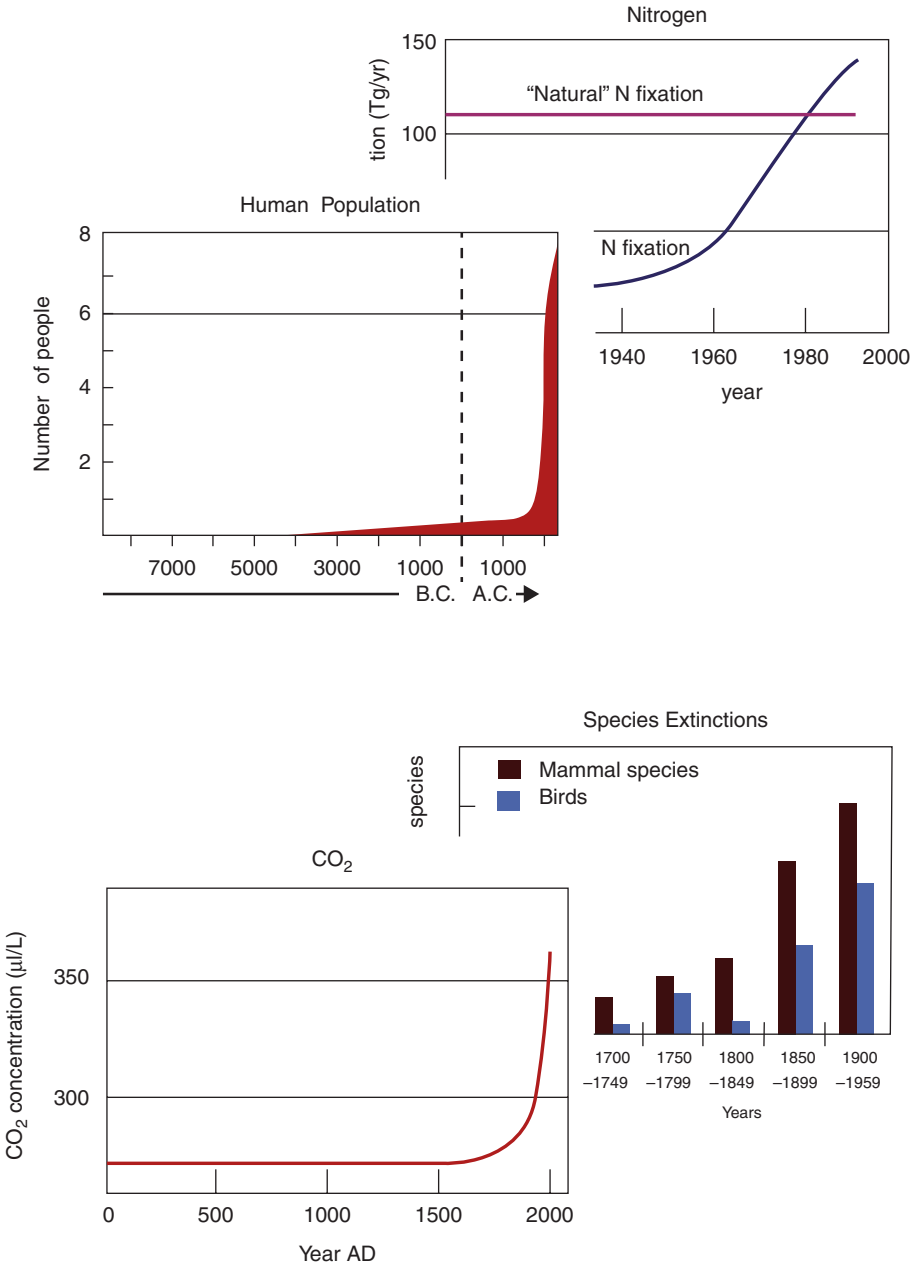 Nitrogen
150
100
tion (Tg/yr)
“Natural” N fixation
N fixation
1940 1960 1980 2000
year
Human Population
8
6
4
2
Number of people
7000 5000 3000 1000 1000
B.C. A.C.
Species Extinctions
species
Mammal species
Birds
1700 1750 1800 1850 1900
–1749 –1799 –1849 –1899 –1959
Years
CO₂
350
300
CO₂ concentration (µl/L)
0 500 1000 1500 2000
Year AD